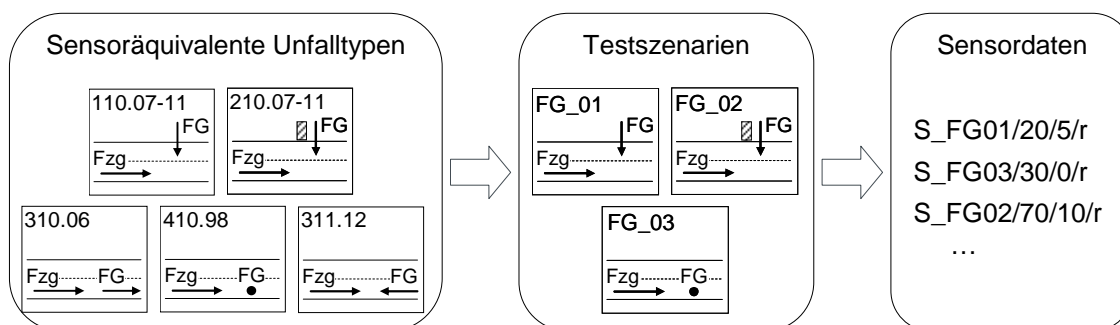 Sensoräquivalente Unfalltypen
110.07-11
FG
Fzg
210.07-11
FG
Fzg
310.06
Fzg FG
410.98
Fzg FG
311.12
Fzg FG
Testszenarien
FG_01
FG
Fzg
FG_02
FG
Fzg
FG_03
Fzg FG
Sensordaten
S_FG01/20/5/r
S_FG03/30/0/r
S_FG02/70/10/r
…